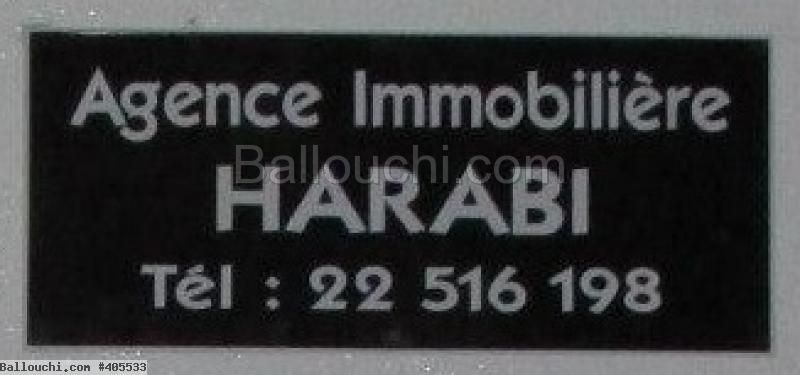 Agence Immobilière
Ballouchi.com
HARABI
Tél : 22 516 198
Ballouchi.com #405533